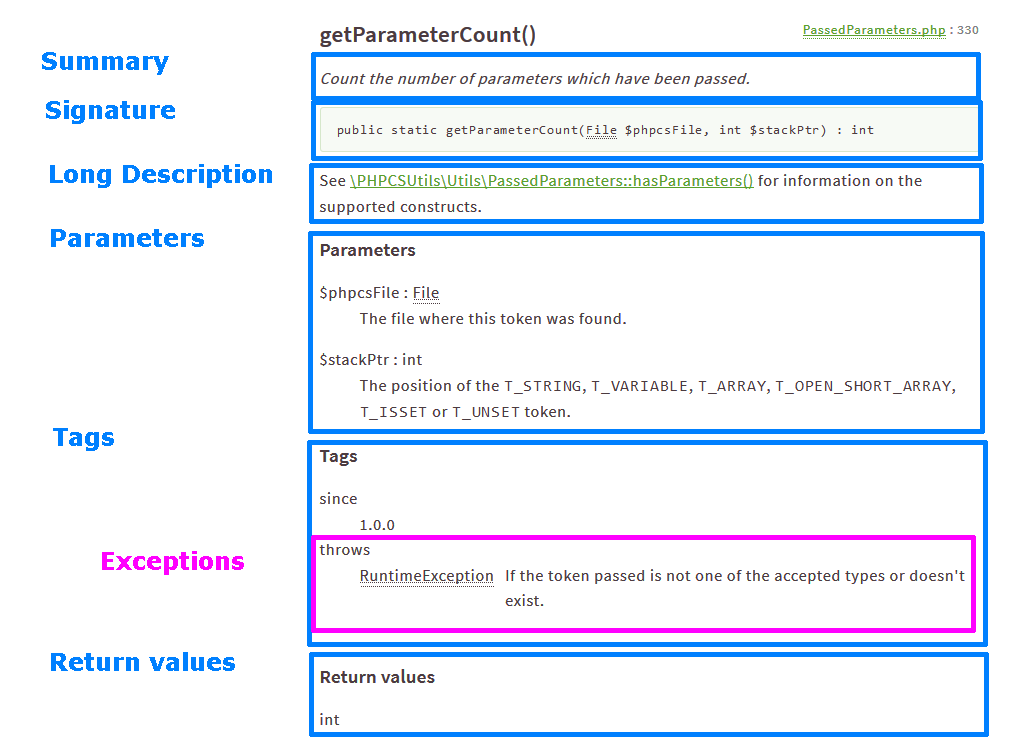 getParameterCount()
PassedParameters.php : 330
Summary
Count the number of parameters which have been passed.
Signature
public static getParameterCount(File $phpcsFile, int $stackPtr) : int
Long Description
See \PHPCSUtils\Utils\PassedParameters::hasParameters() for information on the
supported constructs.
Parameters
Parameters
$phpcsFile : File
The file where this token was found.
$stackPtr : int
The position of the T_STRING, T_VARIABLE, T_ARRAY, T_OPEN_SHORT_ARRAY,
T_ISSET or T_UNSET token.
Tags
Tags
since
1.0.0
Exceptions
throws
RuntimeException If the token passed is not one of the accepted types or doesn't
exist.
Return values
Return values
int